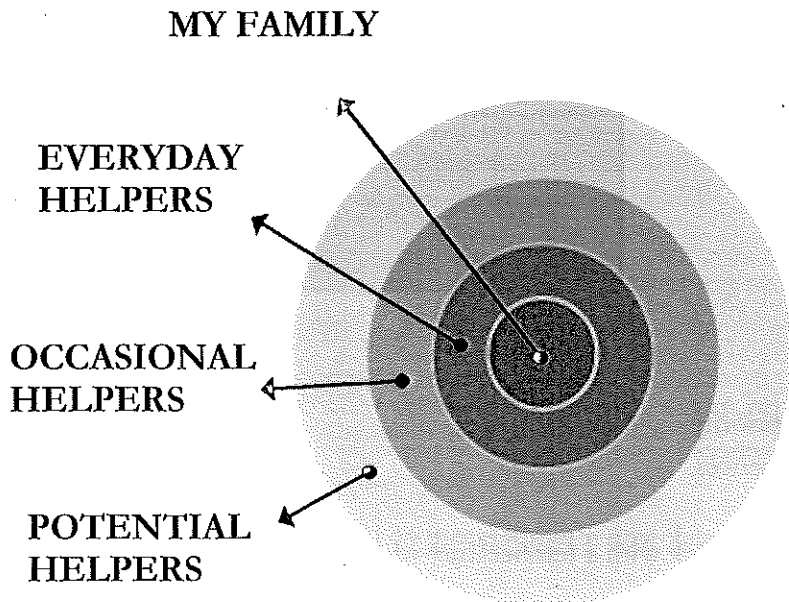 MY FAMILY
EVERYDAY
HELPERS
OCCASIONAL
HELPERS
POTENTIAL
HELPERS